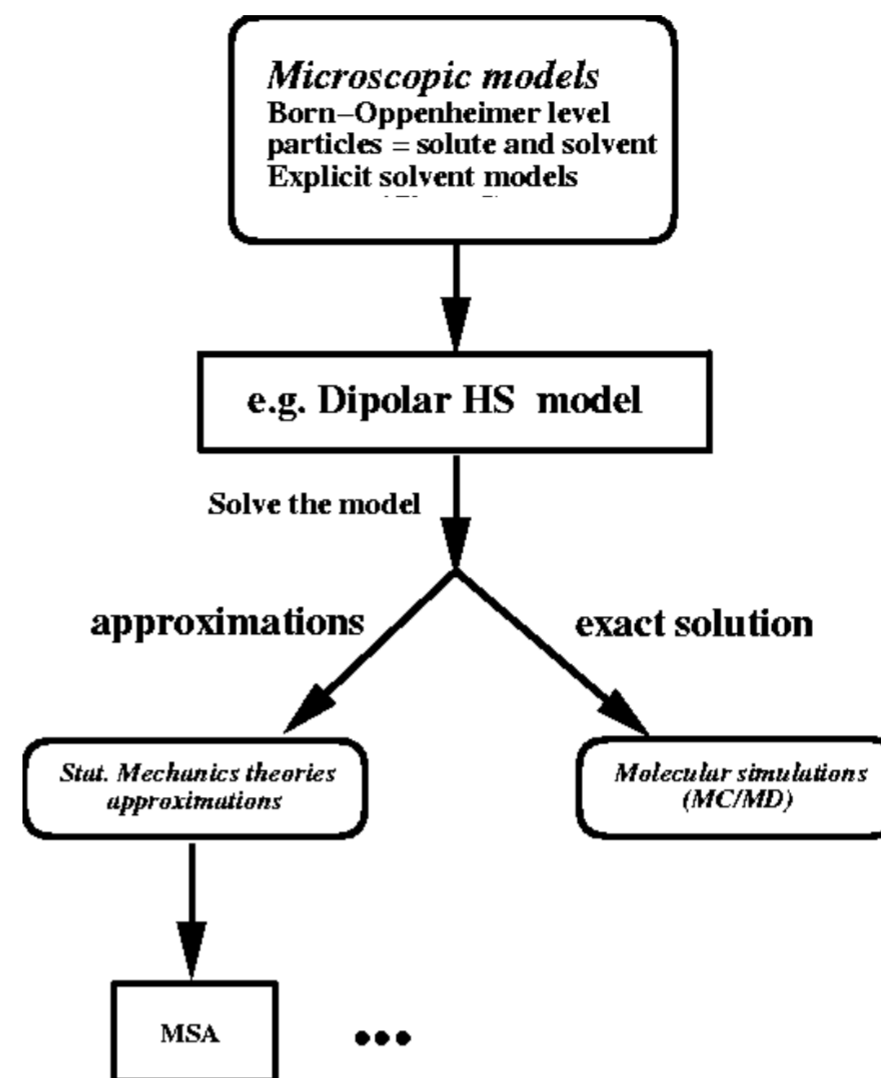 Microscopic models
Born–Oppenheimer level
particles = solute and solvent
Explicit solvent models
e.g. Dipolar HS model
Solve the model
approximations
exact solution
Stat. Mechanics theories
approximations
Molecular simulations
(MC/MD)
MSA
•••